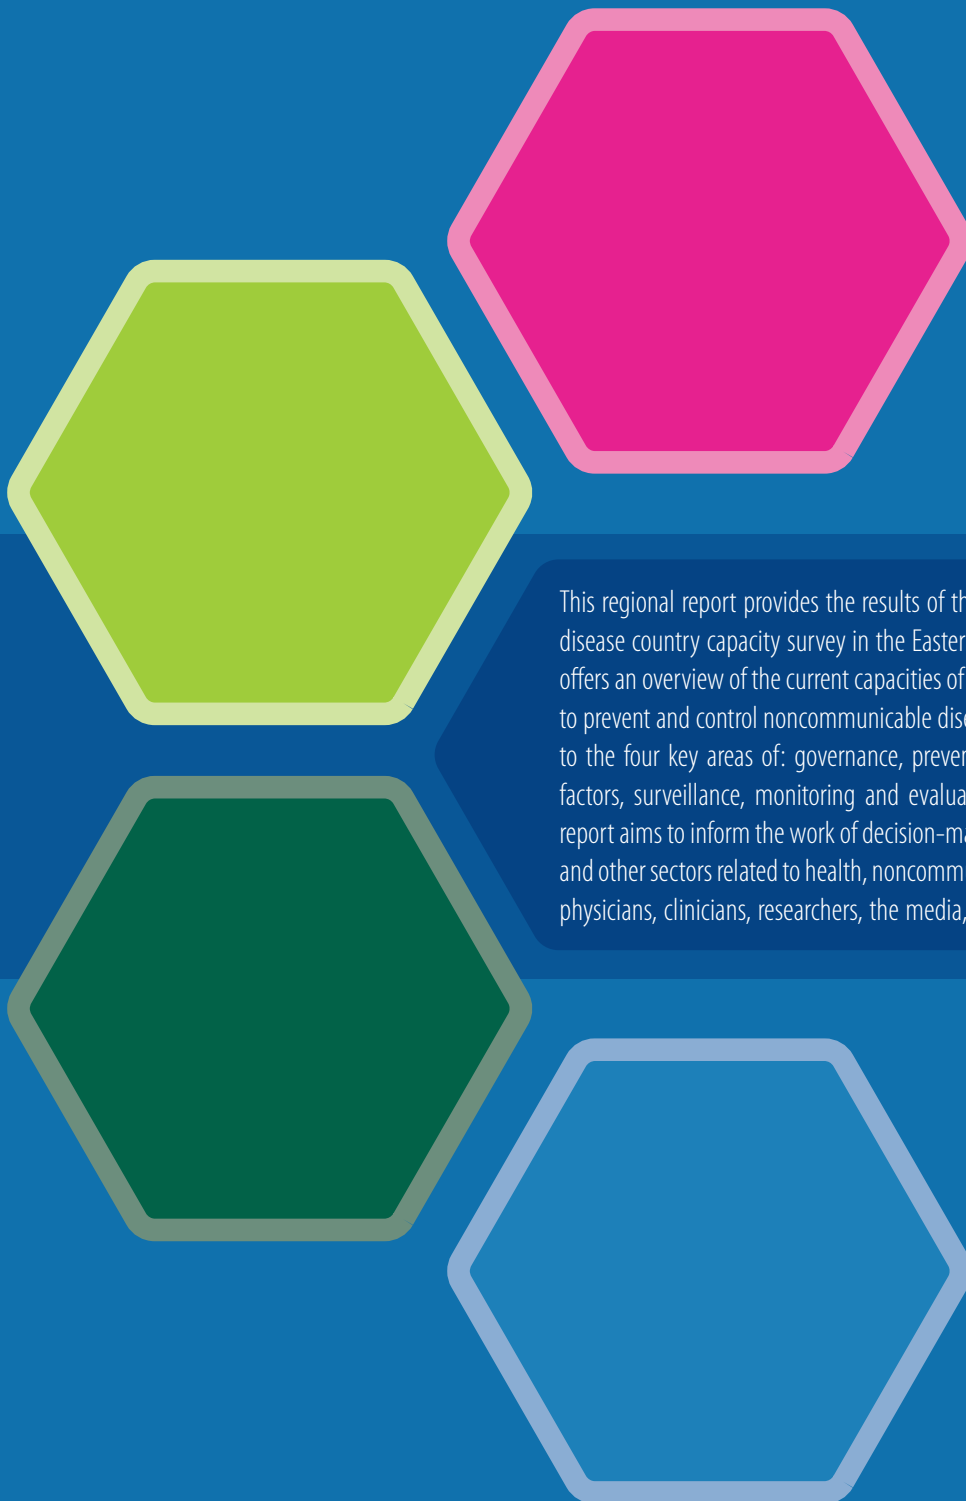 This regional report provides the results of th
disease country capacity survey in the Easter
offers an overview of the current capacities of
to prevent and control noncommunicable dise
to the four key areas of: governance, preven
factors, surveillance, monitoring and evalua
report aims to inform the work of decision-ma
and other sectors related to health, noncomm
physicians, clinicians, researchers, the media,